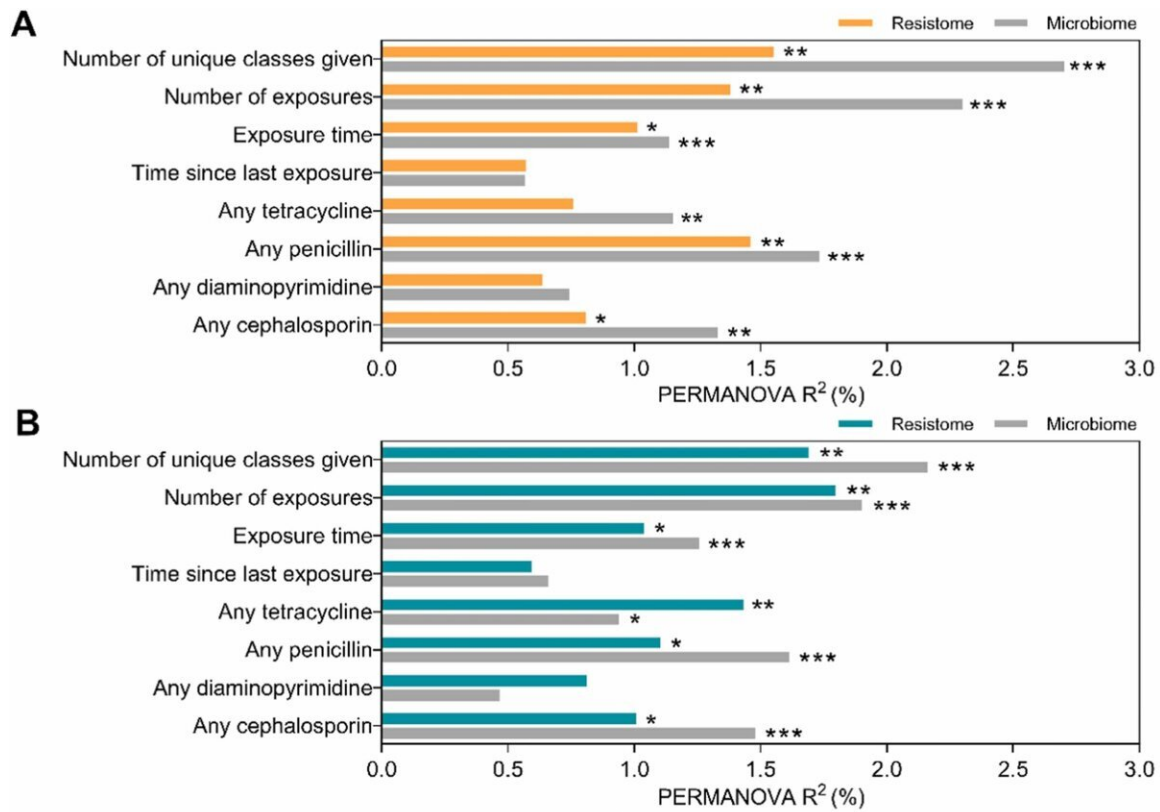 A
Resistome Microbiome
Number of unique classes given
**
***
Number of exposures
**
***
Exposure time
*
***
Time since last exposure
Any tetracycline
**
Any penicillin
**
***
Any diaminopyrimidine
Any cephalosporin
*
**
0.0 0.5 1.0 1.5 2.0 2.5 3.0
PERMANOVA R² (%)
B
Resistome Microbiome
Number of unique classes given
**
***
Number of exposures
**
***
Exposure time
*
***
Time since last exposure
Any tetracycline
**
*
Any penicillin
*
***
Any diaminopyrimidine
Any cephalosporin
*
***
0.0 0.5 1.0 1.5 2.0 2.5 3.0
PERMANOVA R² (%)